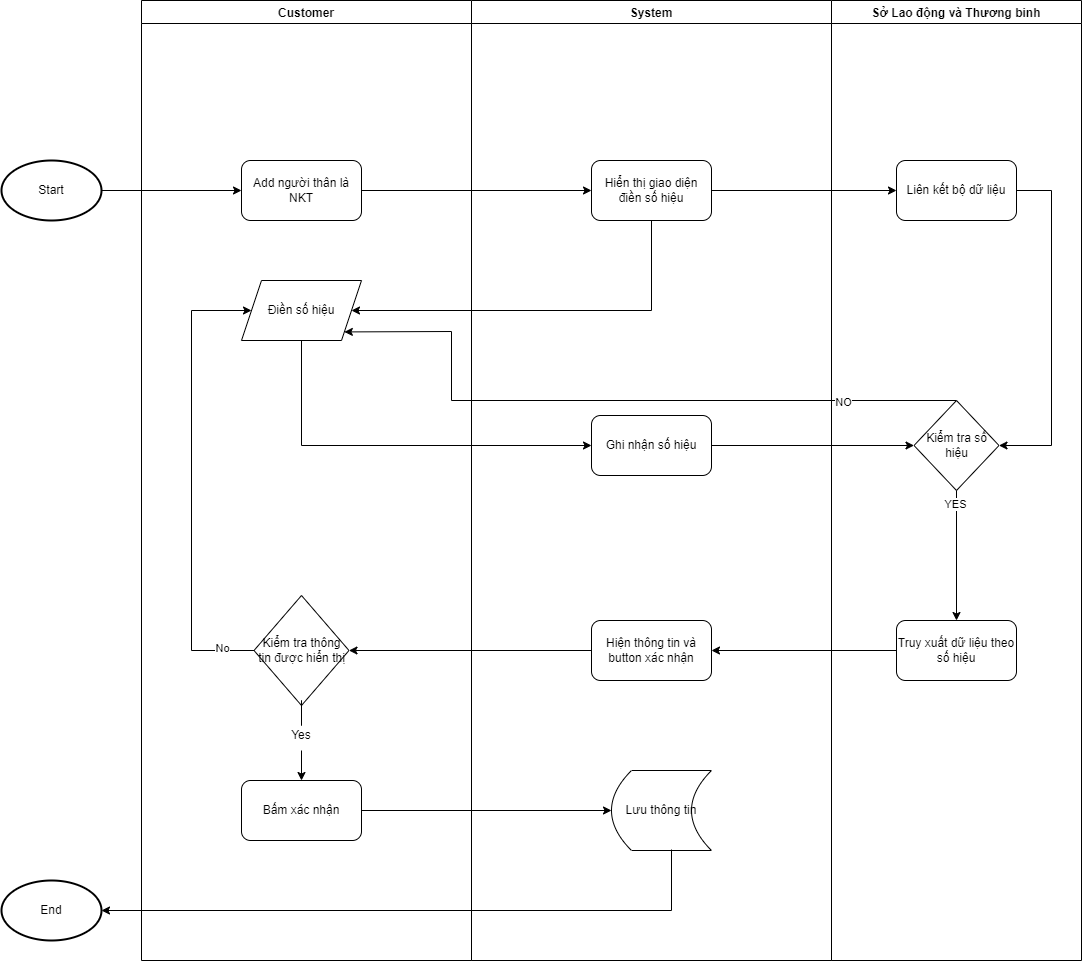 Customer
System
Sở Lao động và Thương binh
Start
Add người thân là
NKT
Hiển thị giao diện
điền số hiệu
Liên kết bộ dữ liệu
Điền số hiệu
NO
Ghi nhận số hiệu
Kiểm tra số
hiệu
YES
Kiểm tra thông
tin được hiển thị
No
Hiện thông tin và
button xác nhận
Truy xuất dữ liệu theo
số hiệu
Yes
Bấm xác nhận
Lưu thông tin
End